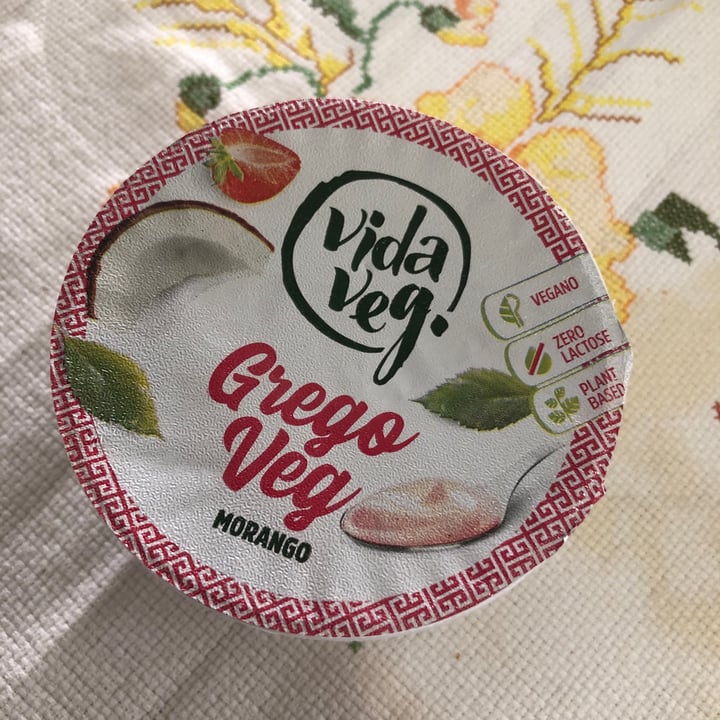 vida
veg.
VEGANO
ZERO
LACTOSE
PLANT
BASED
Grego
Veg
MORANGO